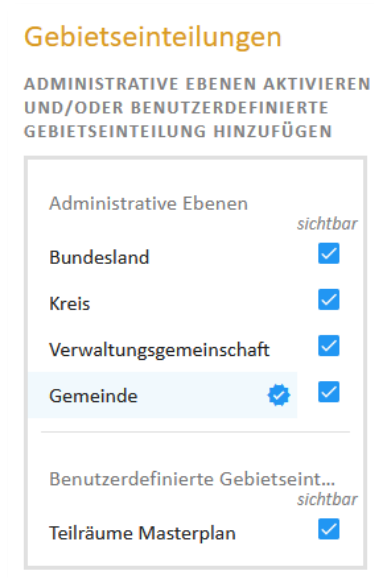 Gebietseinteilungen
ADMINISTRATIVE EBENEN AKTIVIEREN
UND/ODER BENUTZERDEFINIERTE
GEBIETSEINTEILUNG HINZUFÜGEN
Administrative Ebenen
sichtbar
Bundesland
Kreis
Verwaltungsgemeinschaft
Gemeinde
Benutzerdefinierte Gebietseint...
sichtbar
Teilräume Masterplan